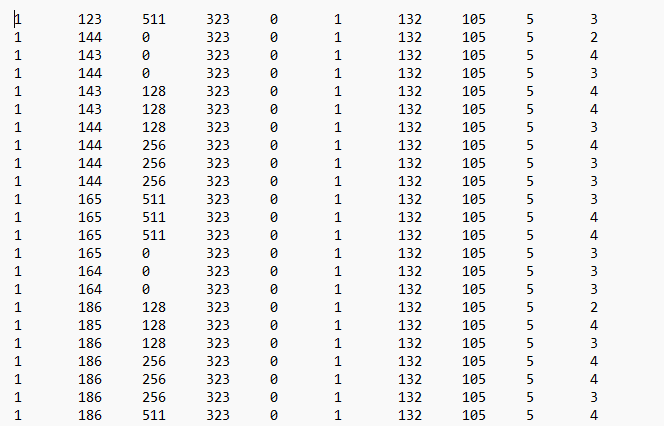 1 123 511 323 0 1 132 105 5 3
1 144 0 323 0 1 132 105 5 2
1 143 0 323 0 1 132 105 5 4
1 144 0 323 0 1 132 105 5 3
1 143 128 323 0 1 132 105 5 4
1 143 128 323 0 1 132 105 5 4
1 144 128 323 0 1 132 105 5 3
1 144 256 323 0 1 132 105 5 4
1 144 256 323 0 1 132 105 5 3
1 144 256 323 0 1 132 105 5 3
1 165 511 323 0 1 132 105 5 3
1 165 511 323 0 1 132 105 5 4
1 165 511 323 0 1 132 105 5 4
1 165 0 323 0 1 132 105 5 3
1 164 0 323 0 1 132 105 5 3
1 164 0 323 0 1 132 105 5 3
1 186 128 323 0 1 132 105 5 2
1 185 128 323 0 1 132 105 5 4
1 186 128 323 0 1 132 105 5 3
1 186 256 323 0 1 132 105 5 4
1 186 256 323 0 1 132 105 5 4
1 186 256 323 0 1 132 105 5 3
1 186 511 323 0 1 132 105 5 4